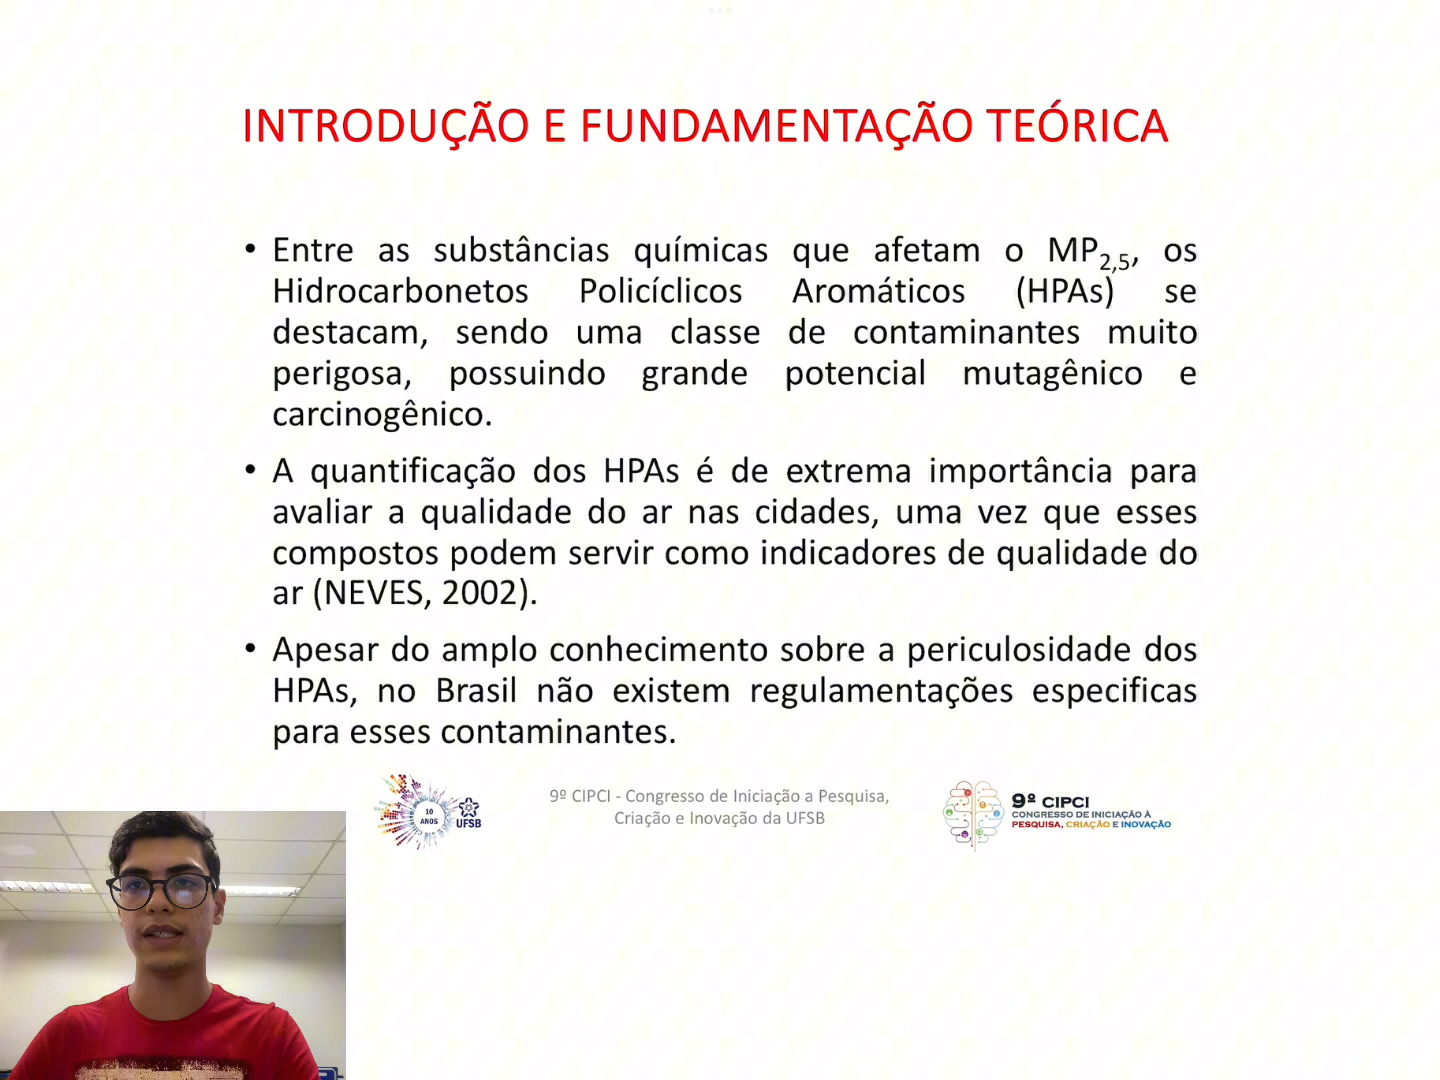 INTRODUÇÃO E FUNDAMENTAÇÃO TEÓRICA
• Entre as substâncias químicas que afetam o MP2,5, os
Hidrocarbonetos Policíclicos Aromáticos (HPAs) se
destacam, sendo uma classe de contaminantes muito
perigosa, possuindo grande potencial mutagênico e
carcinogênico.
• A quantificação dos HPAs é de extrema importância para
avaliar a qualidade do ar nas cidades, uma vez que esses
compostos podem servir como indicadores de qualidade do
ar (NEVES, 2002).
• Apesar do amplo conhecimento sobre a periculosidade dos
HPAs, no Brasil não existem regulamentações especificas
para esses contaminantes.
10
ANOS
UFSB
9º CIPCI - Congresso de Iniciação a Pesquisa,
Criação e Inovação da UFSB
9º CIPCI
CONGRESSO DE INICIAÇÃO À
PESQUISA, CRIAÇÃO E INOVAÇÃO